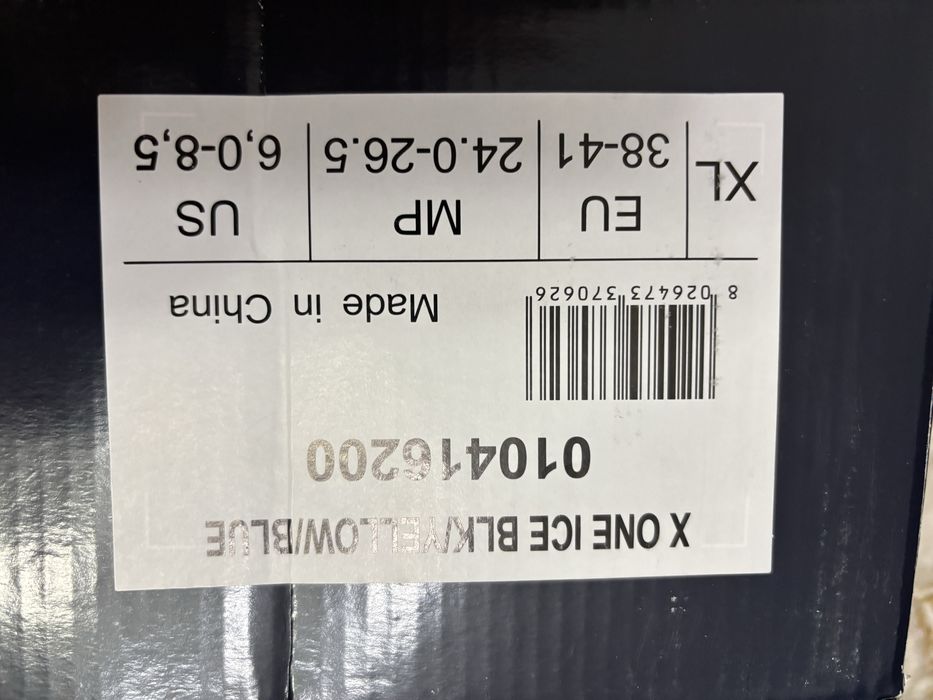 X ONE ICE BLK/YELLOW/BLUE
010416200
8 026473 370626
Made in China
XL
EU
38-41
MP
24.0-26.5
US
6,0-8,5